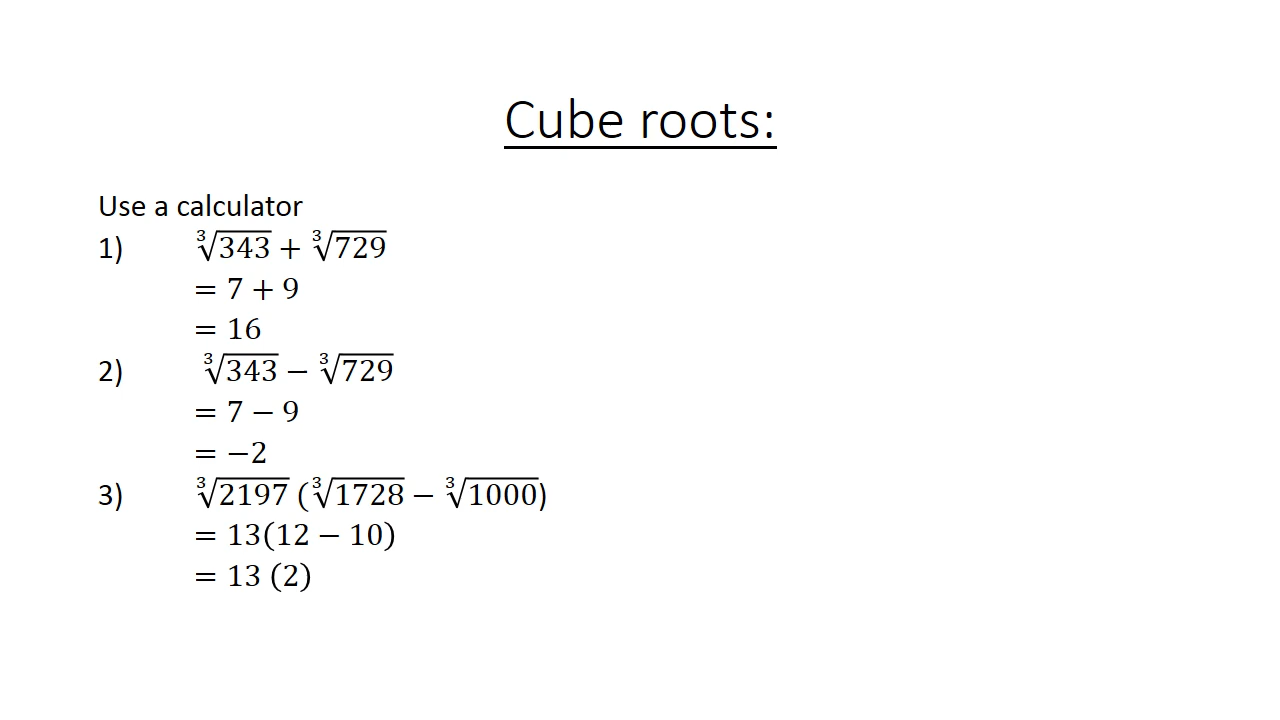 Cube roots:
Use a calculator
1) ∛343 + ∛729
= 7 + 9
= 16
2) ∛343 − ∛729
= 7 − 9
= −2
3) ∛2197 (∛1728 − ∛1000)
= 13(12 − 10)
= 13 (2)